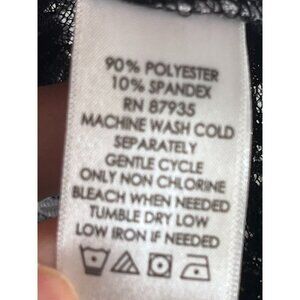 90% POLYESTER
10% SPANDEX
RN 87935
MACHINE WASH COLD
SEPARATELY
GENTLE CYCLE
ONLY NON CHLORINE
BLEACH WHEN NEEDED
TUMBLE DRY LOW
LOW IRON IF NEEDED